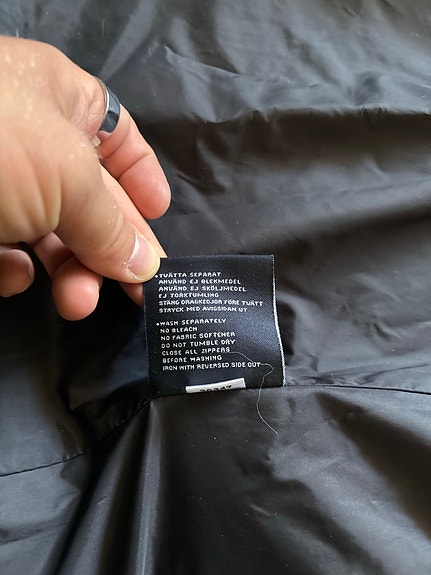 •TVÄTTA SEPARAT
ANVÄND EJ BLEKMEDEL
ANVÄND EJ SKÖLJMEDEL
EJ TORKTUMLING
STÄNG DRAGKEDJOR FÖRE TVÄTT
STRYCK MED AVIGSIDAN UT
•WASH SEPARATELY
NO BLEACH
NO FABRIC SOFTENER
DO NOT TUMBLE DRY
CLOSE ALL ZIPPERS
BEFORE WASHING
IRON WITH REVERSED SIDE OUT